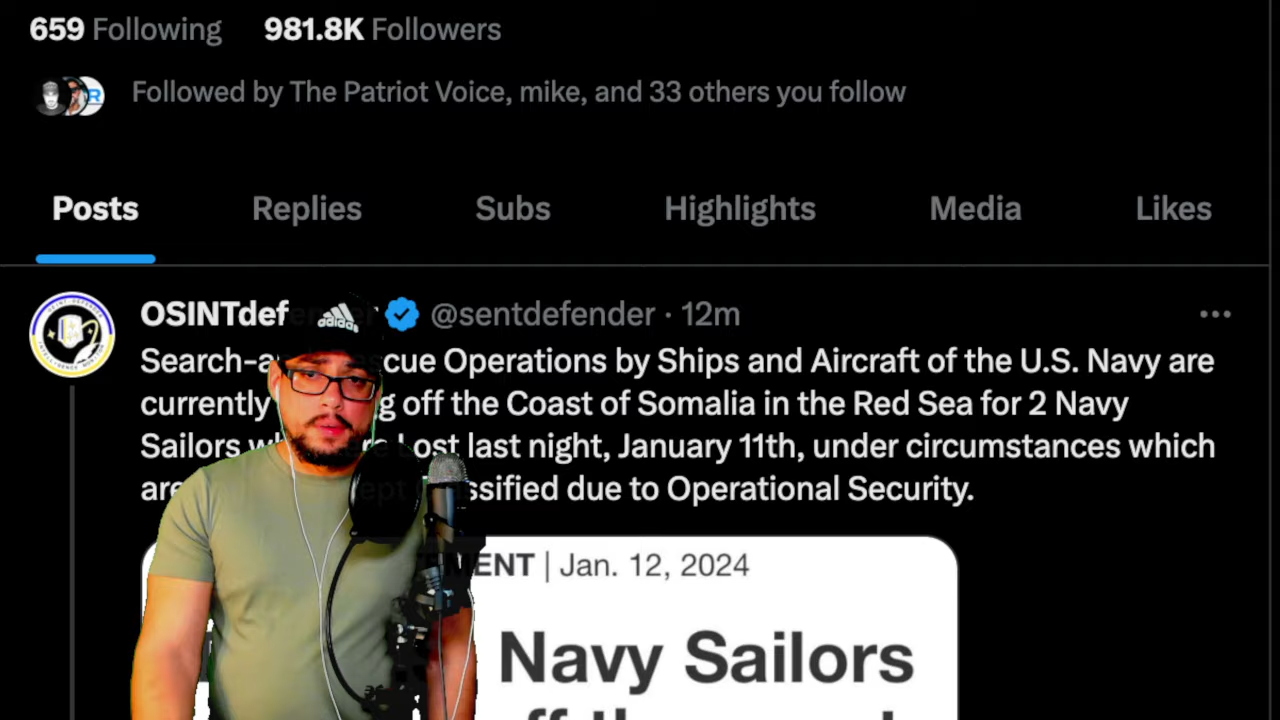 659 Following 981.8K Followers
R
Followed by The Patriot Voice, mike, and 33 others you follow
Posts Replies Subs Highlights Media Likes
OSINTdef @sentdefender · 12m
adidas
Search-a cue Operations by Ships and Aircraft of the U.S. Navy are
currently g off the Coast of Somalia in the Red Sea for 2 Navy
Sailors Lost last night, January 11th, under circumstances which
are ssified due to Operational Security.
MENT | Jan. 12, 2024
Navy Sailors